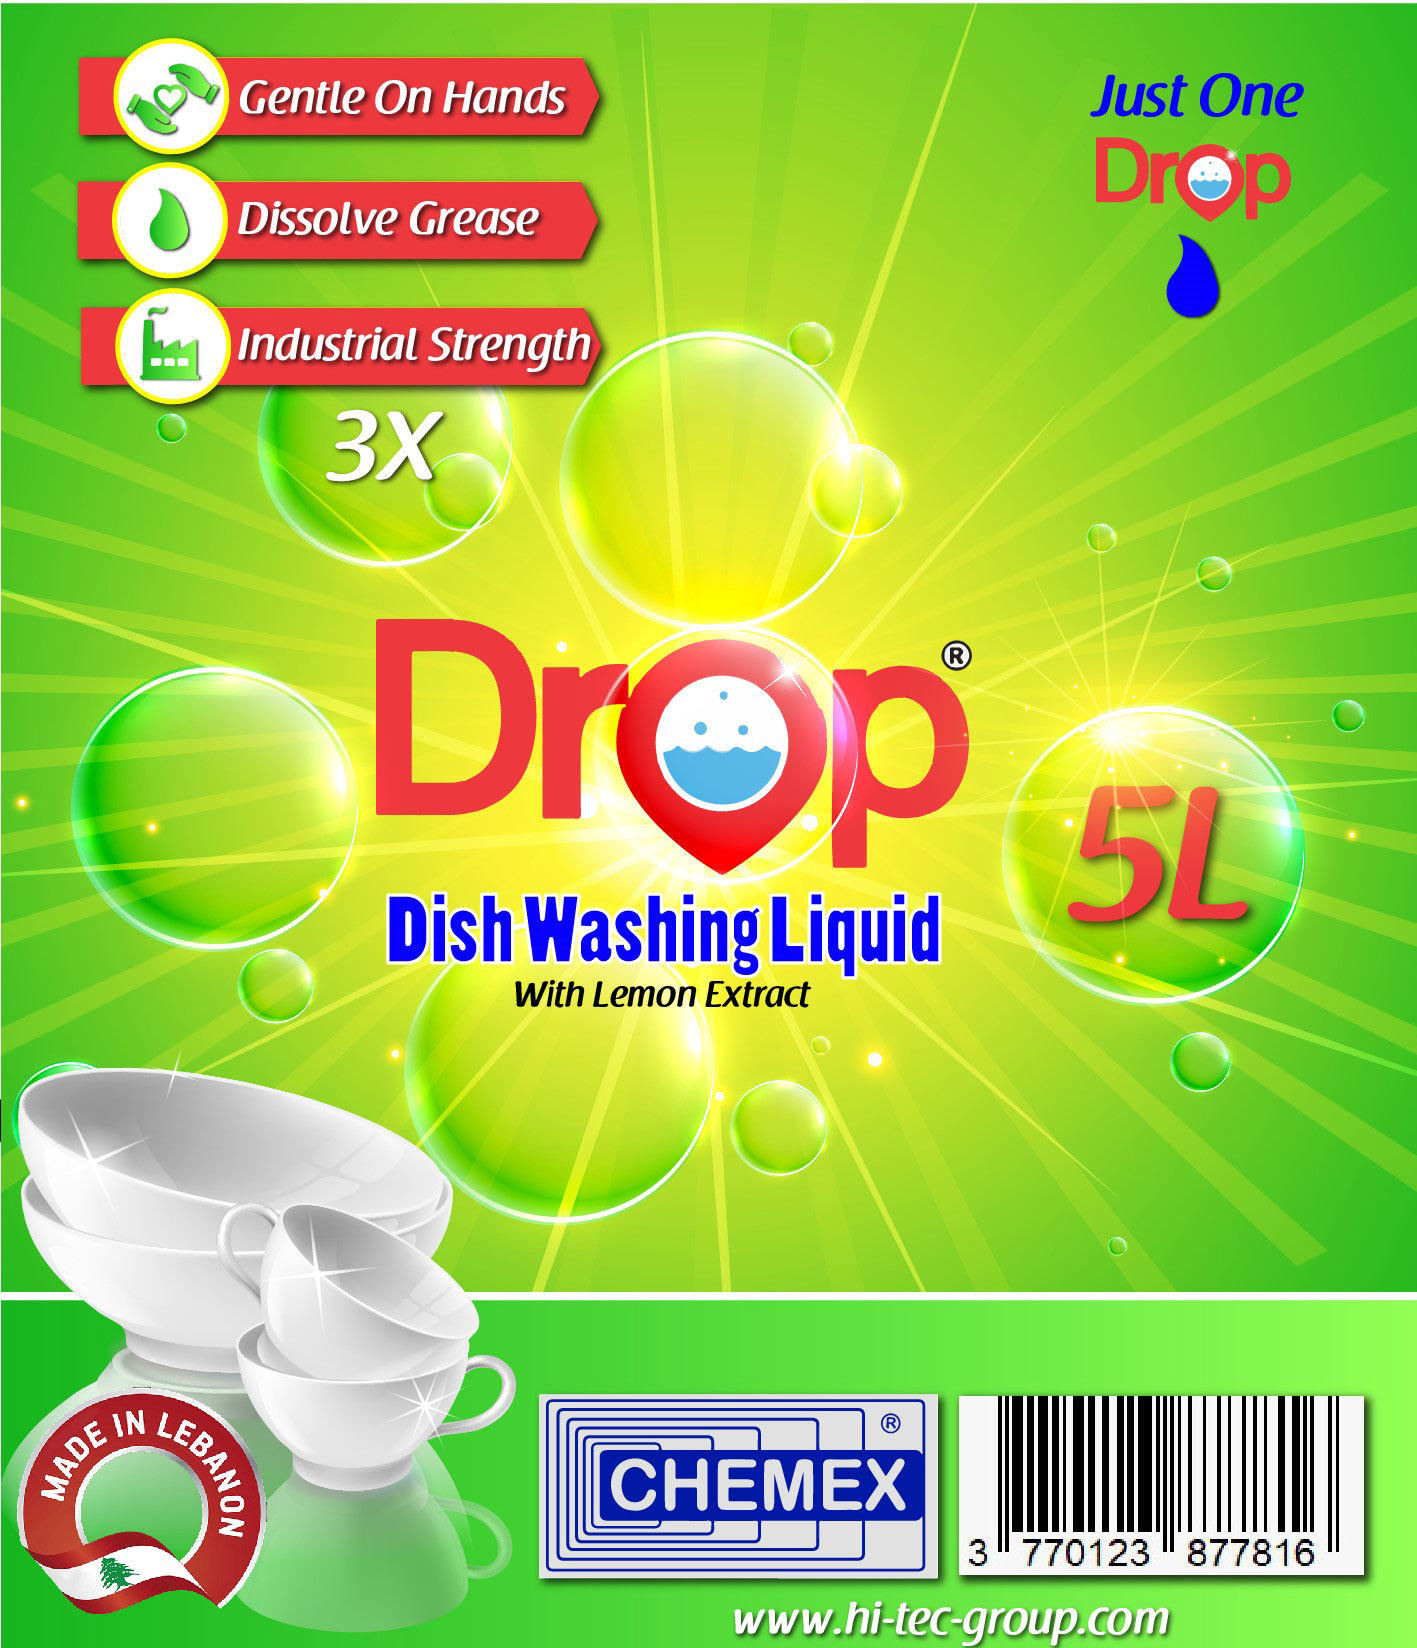 Gentle On Hands
Dissolve Grease
Industrial Strength
3X
Just One
Drop
Drop®
Dish Washing Liquid
With Lemon Extract
5L
MADE IN LEBANON
CHEMEX ®
3 770123 877816
www.hi-tec-group.com